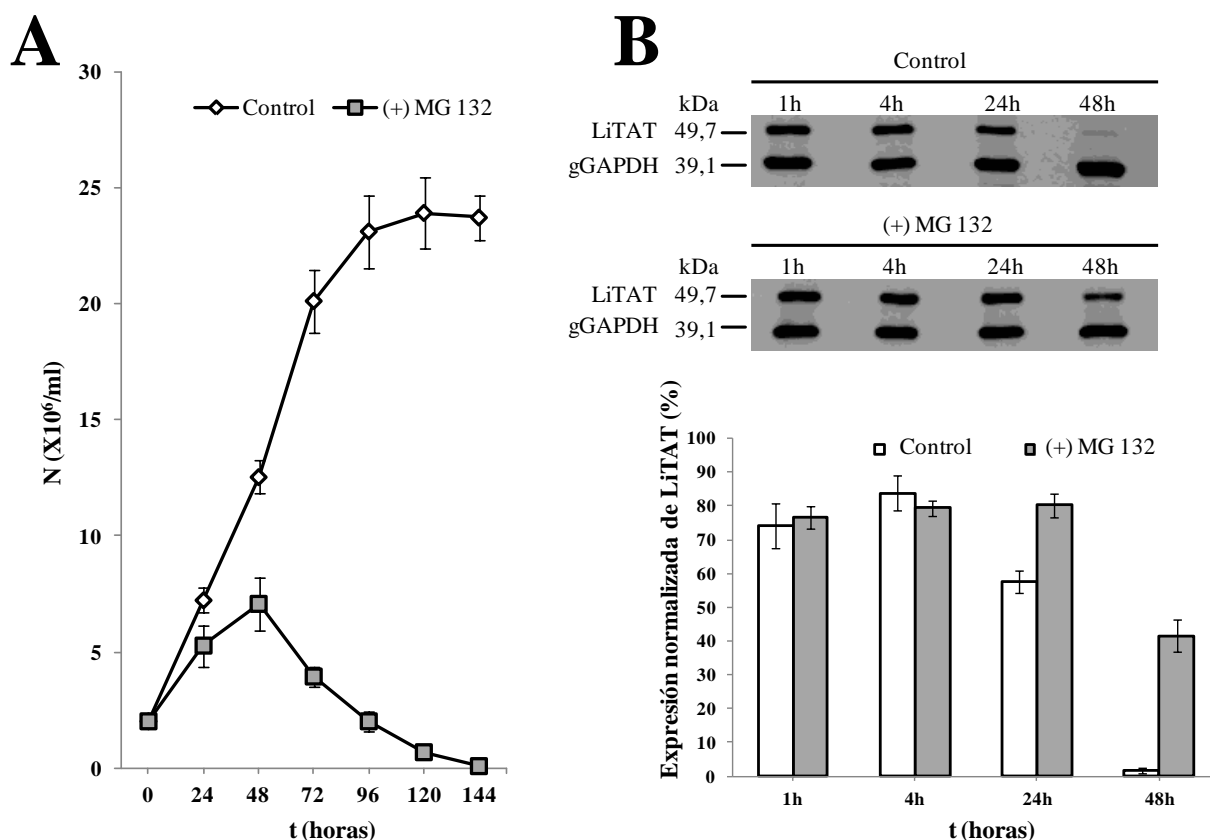 A
N (X10⁶/ml)
30
25
20
15
10
5
0
Control
(+) MG 132
0 24 48 72 96 120 144
t (horas)
B
Control
kDa 1h 4h 24h 48h
LiTAT 49,7
gGAPDH 39,1
(+) MG 132
kDa 1h 4h 24h 48h
LiTAT 49,7
gGAPDH 39,1
Expresión normalizada de LiTAT (%)
100
90
80
70
60
50
40
30
20
10
0
Control
(+) MG 132
1h 4h 24h 48h
t (horas)